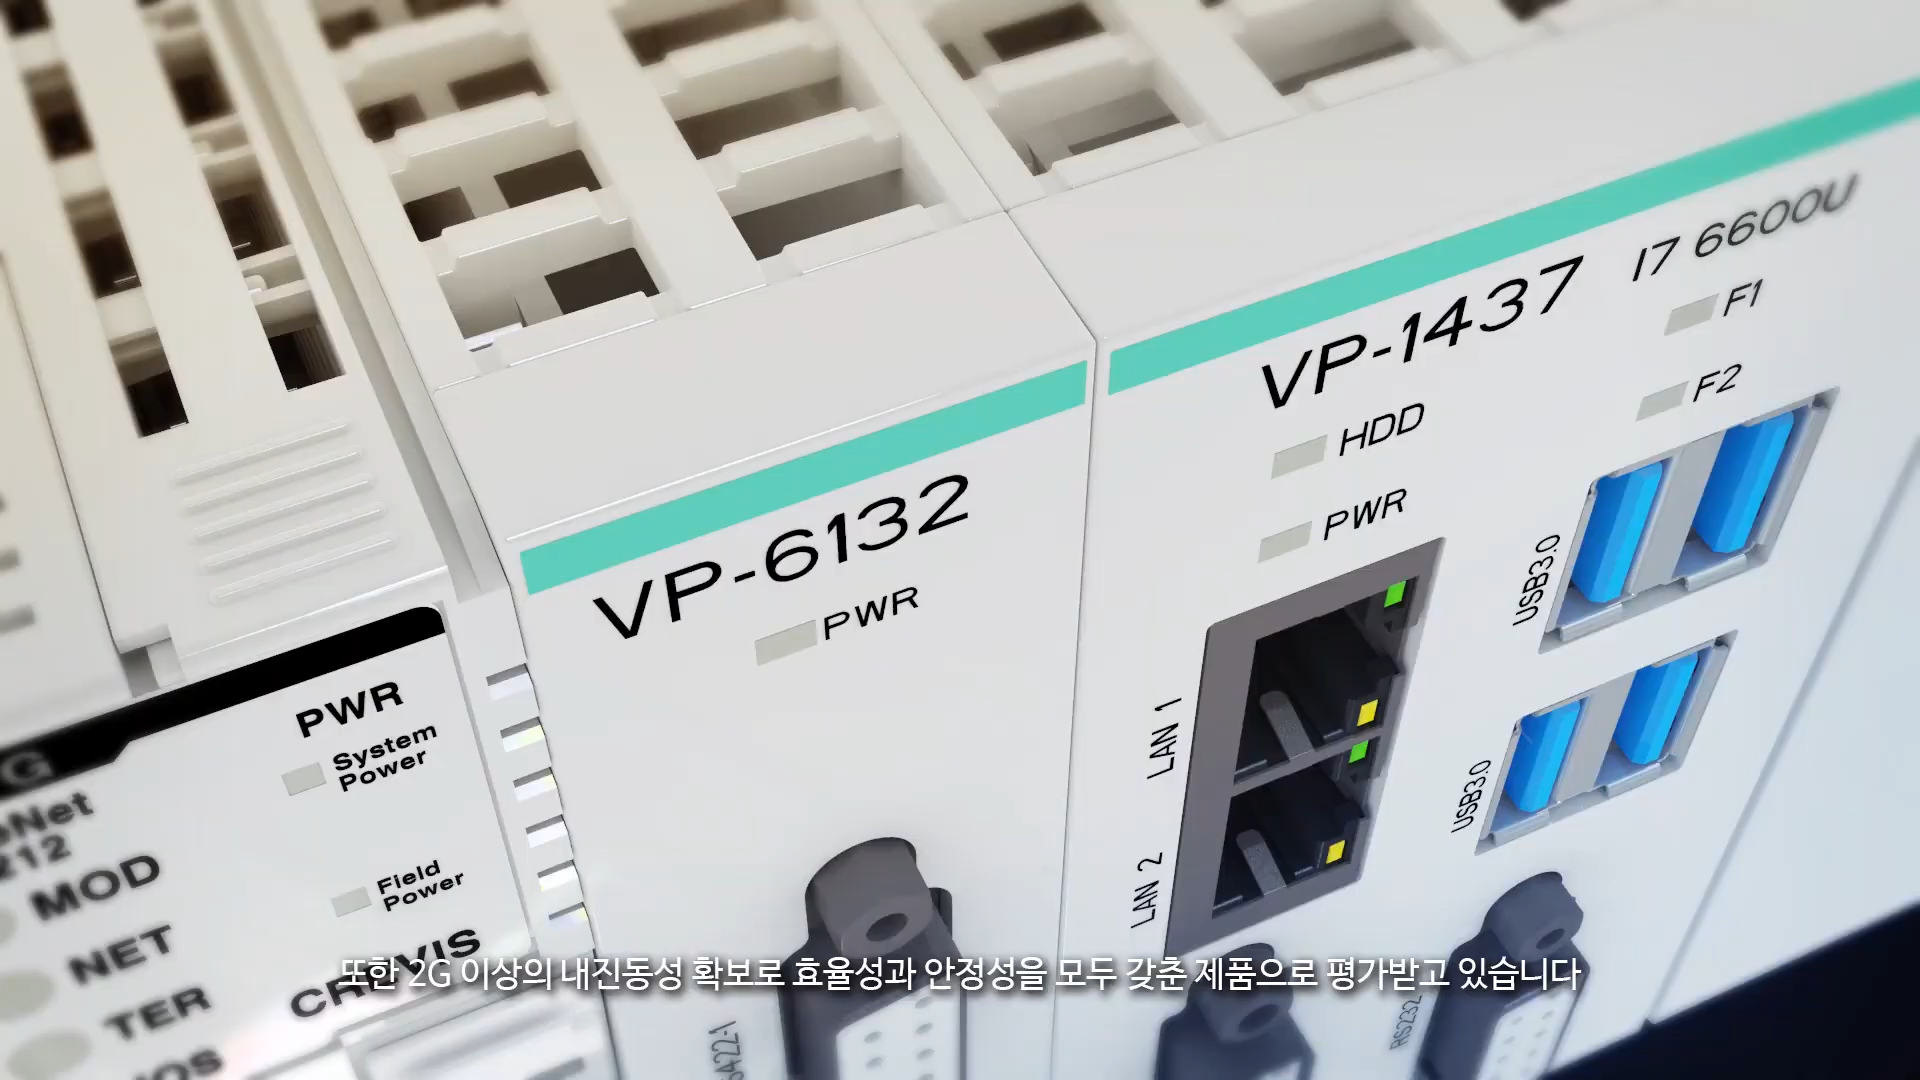 VP-1437 I7 6600U
F1
F2
HDD
PWR
USB3.0
USB3.0
LAN 1
LAN 2
RS232
VP-6132
PWR
PWR
System
Power
Field
Power
MOD
NET
TER
CREVIS
또한 2G 이상의 내진동성 확보로 효율성과 안정성을 모두 갖춘 제품으로 평가받고 있습니다